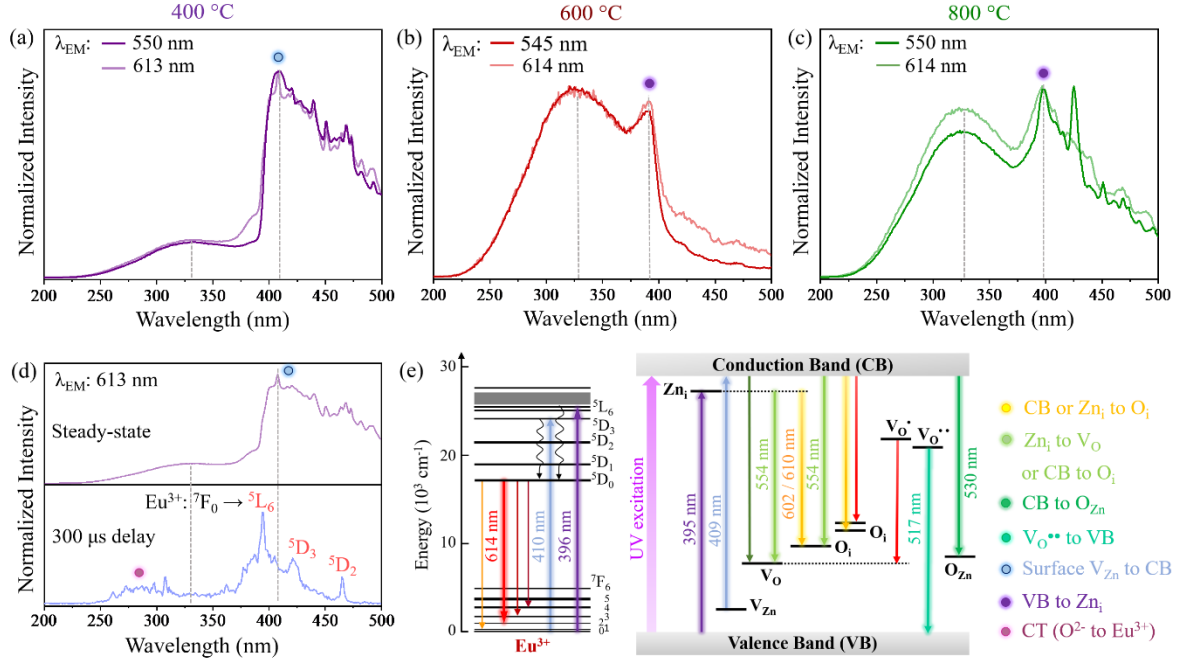 400 °C
600 °C
800 °C
(a)
λEM:
550 nm
613 nm
Normalized Intensity
200 250 300 350 400 450 500
Wavelength (nm)
(b)
λEM:
545 nm
614 nm
Normalized Intensity
200 250 300 350 400 450 500
Wavelength (nm)
(c)
λEM:
550 nm
614 nm
Normalized Intensity
200 250 300 350 400 450 500
Wavelength (nm)
(d)
λEM: 613 nm
Steady-state
Eu³⁺: ⁷F₀ → ⁵L₆
300 μs delay
⁵D₃
⁵D₂
Normalized Intensity
200 250 300 350 400 450 500
Wavelength (nm)
(e)
30
20
10
0
Energy (10³ cm⁻¹)
⁵L₆
⁵D₃
⁵D₂
⁵D₁
⁵D₀
614 nm
410 nm
396 nm
⁷F₆
5
4
3
2
1
0
Eu³⁺
Conduction Band (CB)
UV excitation
Znᵢ
395 nm
409 nm
554 nm
602 / 610 nm
554 nm
517 nm
530 nm
VO•
VO••
Oᵢ
Oᵢ
VO
OZn
VZn
Valence Band (VB)
CB or Znᵢ to Oᵢ
Znᵢ to VO
or CB to Oᵢ
CB to OZn
VO•• to VB
Surface VZn to CB
VB to Znᵢ
CT (O²⁻ to Eu³⁺)